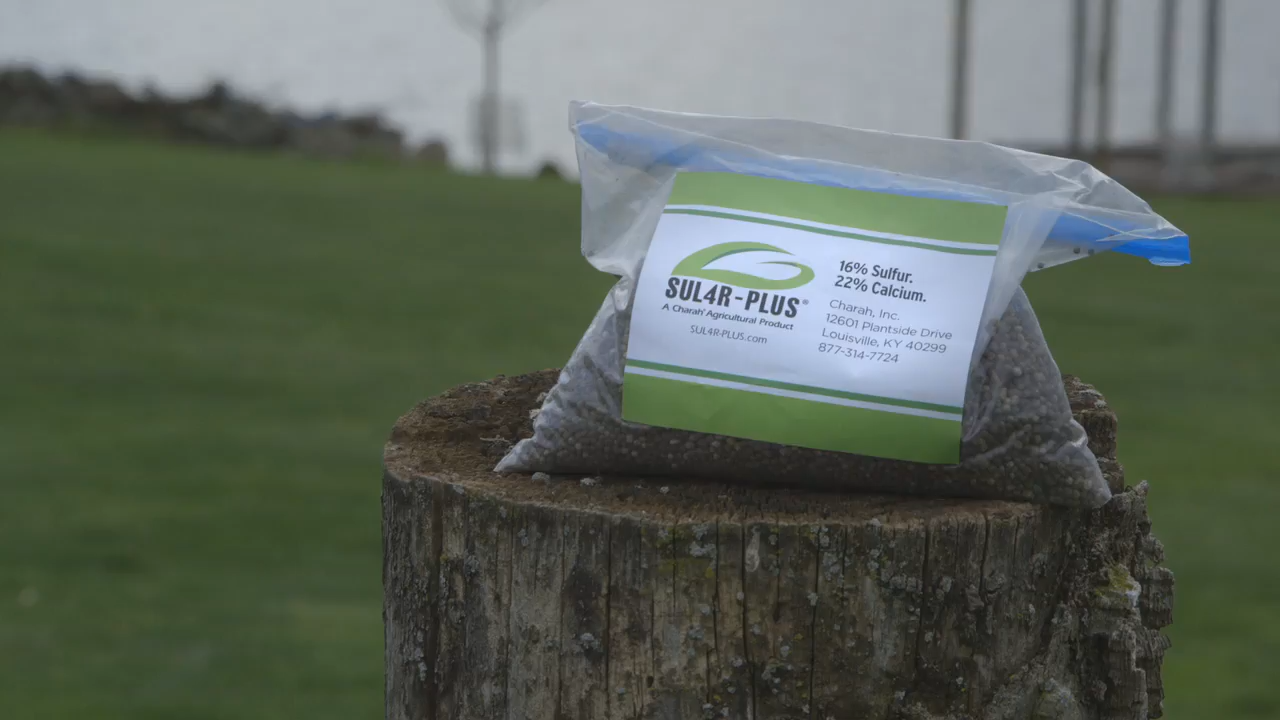 SUL4R-PLUS®
A Charah® Agricultural Product
SUL4R-PLUS.com
16% Sulfur.
22% Calcium.
Charah, Inc.
12601 Plantside Drive
Louisville, KY 40299
877-314-7724